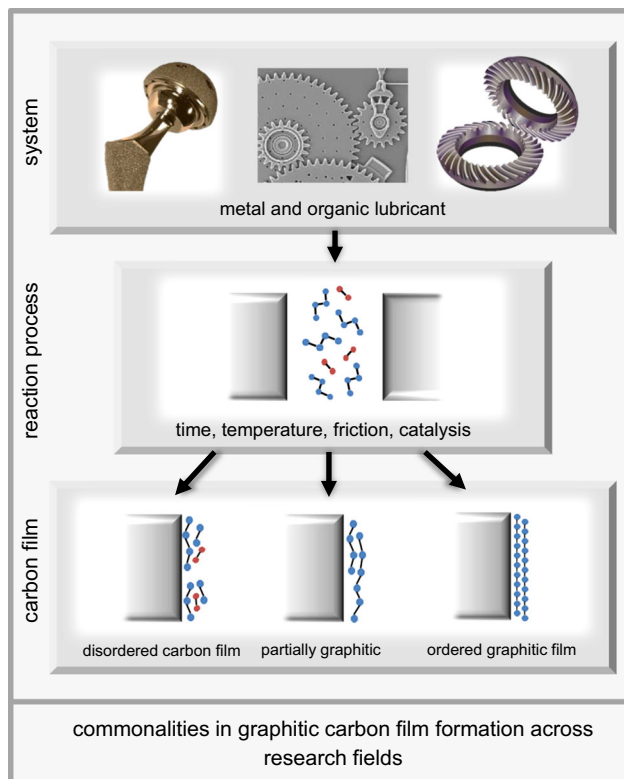 system
metal and organic lubricant
reaction process
time, temperature, friction, catalysis
carbon film
disordered carbon film
partially graphitic
ordered graphitic film
commonalities in graphitic carbon film formation across
research fields